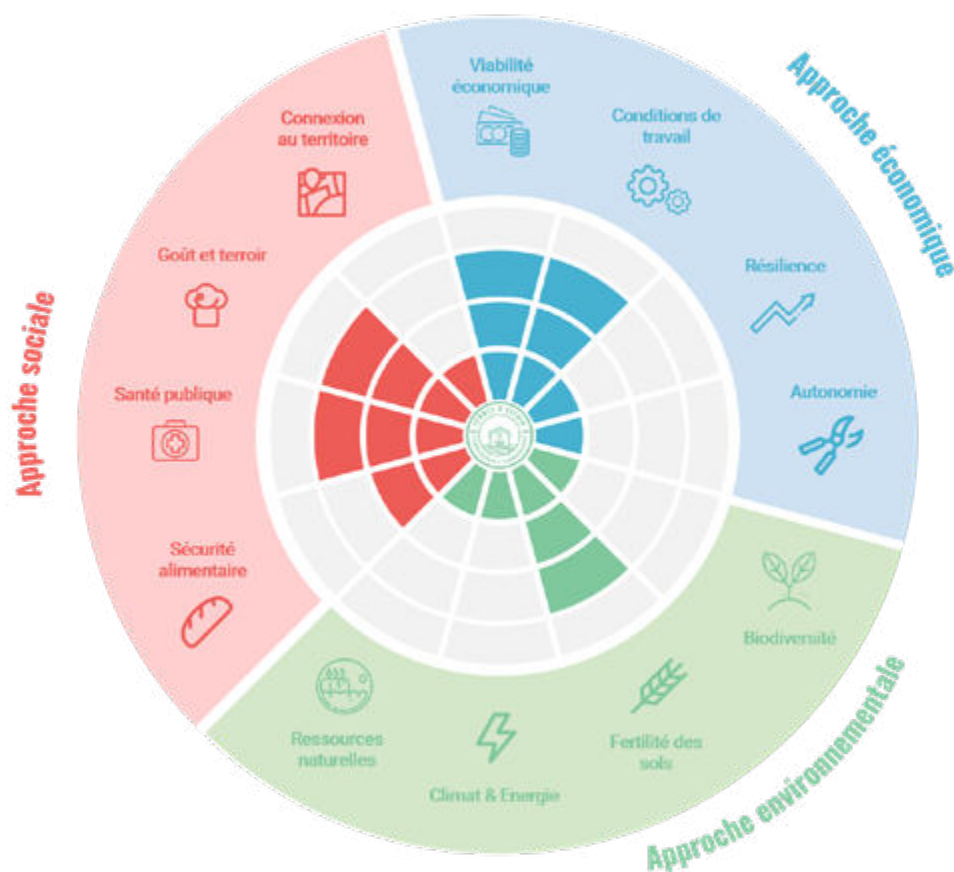 Approche économique
Viabilité
économique
Conditions de
travail
Résilience
Autonomie
Approche environnementale
Biodiversité
Fertilité des
sols
Climat & Energie
Ressources
naturelles
Approche sociale
Sécurité
alimentaire
Santé publique
Goût et terroir
Connexion
au territoire